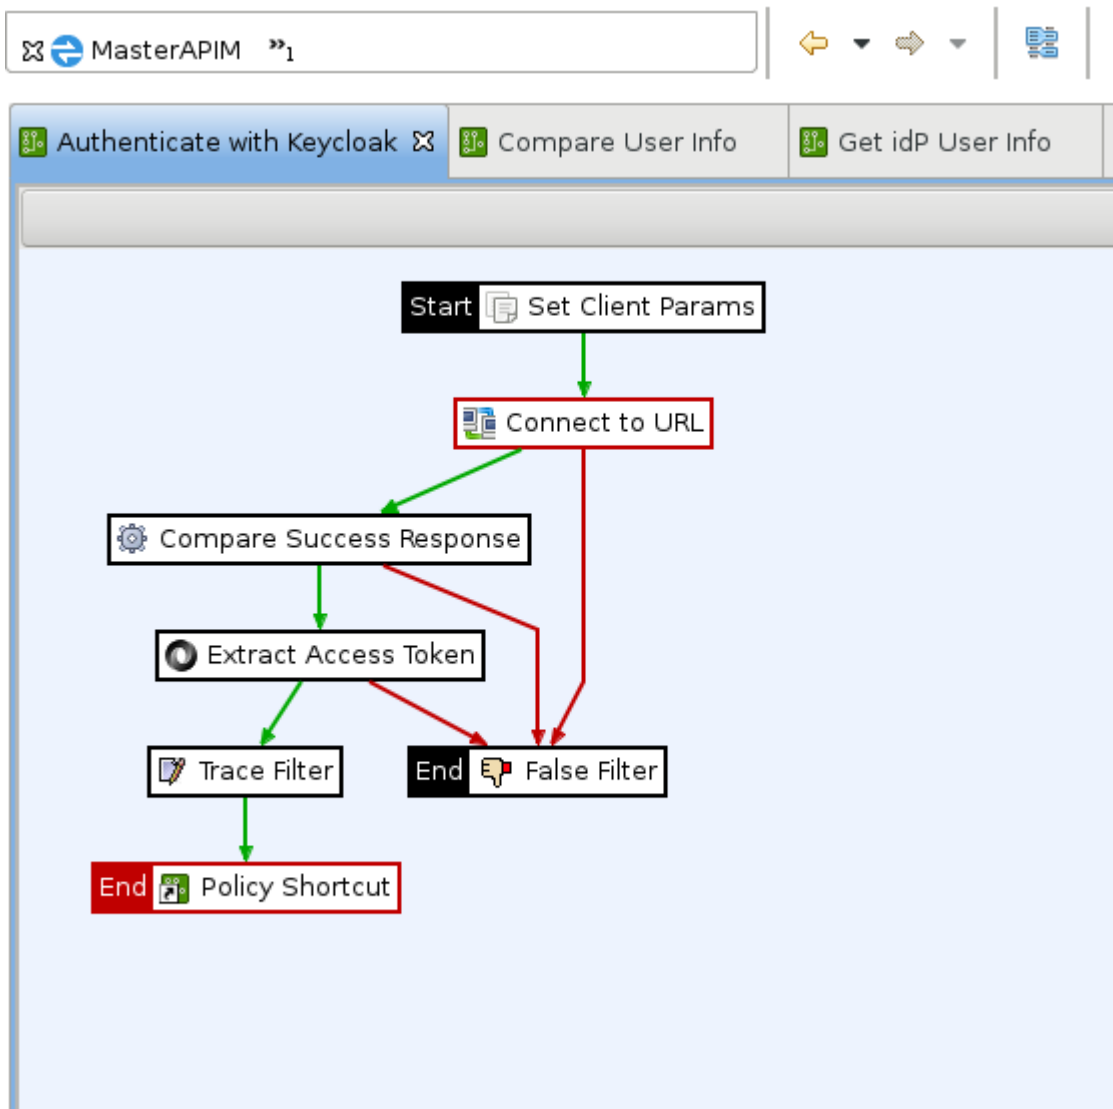 MasterAPIM »1
Authenticate with Keycloak
Compare User Info
Get idP User Info
Start Set Client Params
Connect to URL
Compare Success Response
Extract Access Token
Trace Filter
End False Filter
End Policy Shortcut